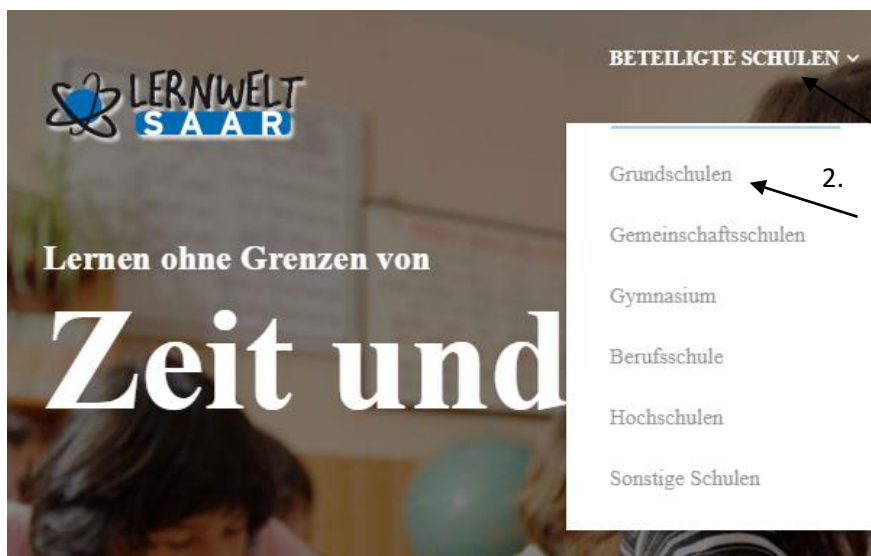 LERNWELT
SAAR
BETEILIGTE SCHULEN
Grundschulen
2.
Gemeinschaftsschulen
Gymnasium
Berufsschule
Hochschulen
Sonstige Schulen
Lernen ohne Grenzen von
Zeit und